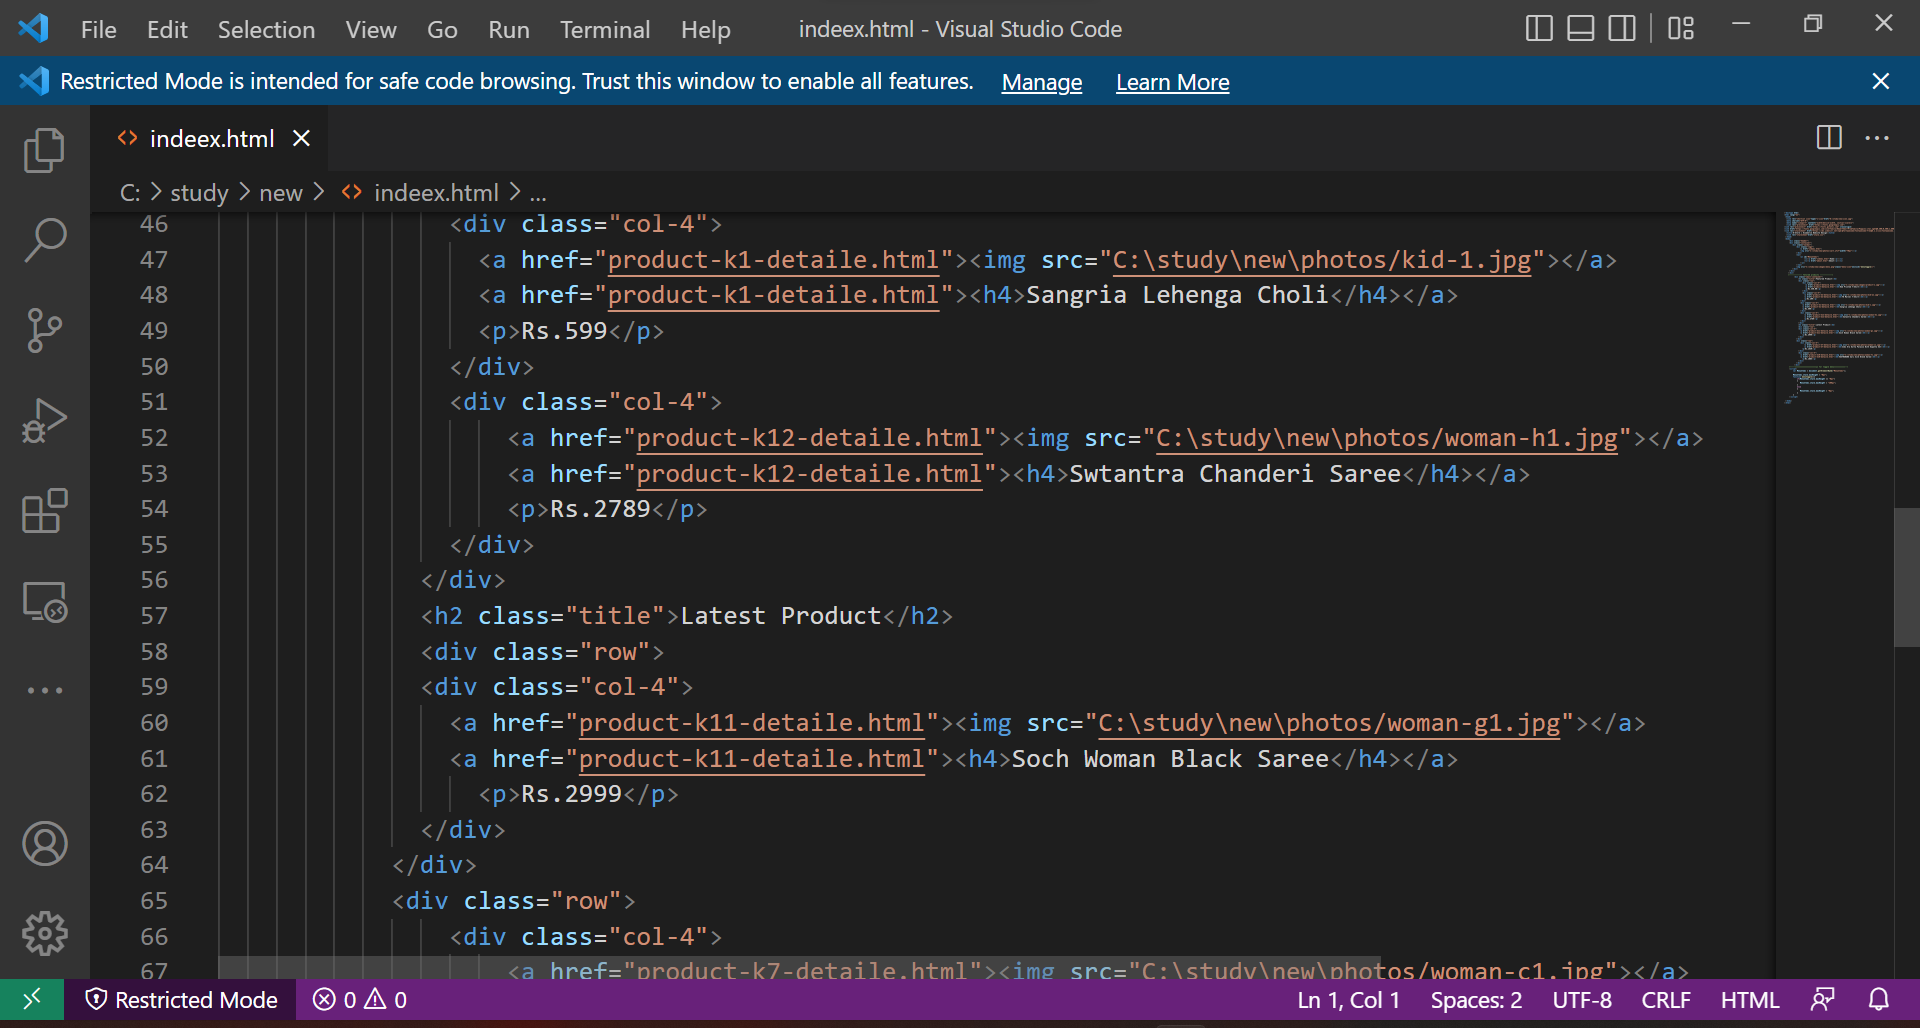 File Edit Selection View Go Run Terminal Help indeex.html - Visual Studio Code
Restricted Mode is intended for safe code browsing. Trust this window to enable all features. Manage Learn More
indeex.html
C: > study > new > indeex.html > ...
46 <div class="col-4">
47 <a href="product-k1-detaile.html"><img src="C:\study\new\photos/kid-1.jpg"></a>
48 <a href="product-k1-detaile.html"><h4>Sangria Lehenga Choli</h4></a>
49 <p>Rs.599</p>
50 </div>
51 <div class="col-4">
52 <a href="product-k12-detaile.html"><img src="C:\study\new\photos/woman-h1.jpg"></a>
53 <a href="product-k12-detaile.html"><h4>Swtantra Chanderi Saree</h4></a>
54 <p>Rs.2789</p>
55 </div>
56 </div>
57 <h2 class="title">Latest Product</h2>
58 <div class="row">
59 <div class="col-4">
60 <a href="product-k11-detaile.html"><img src="C:\study\new\photos/woman-g1.jpg"></a>
61 <a href="product-k11-detaile.html"><h4>Soch Woman Black Saree</h4></a>
62 <p>Rs.2999</p>
63 </div>
64 </div>
65 <div class="row">
66 <div class="col-4">
67 <a href="product-k7-detaile.html"><img src="C:\study\new\photos/woman-c1.jpg"></a>
Restricted Mode 0 0 Ln 1, Col 1 Spaces: 2 UTF-8 CRLF HTML